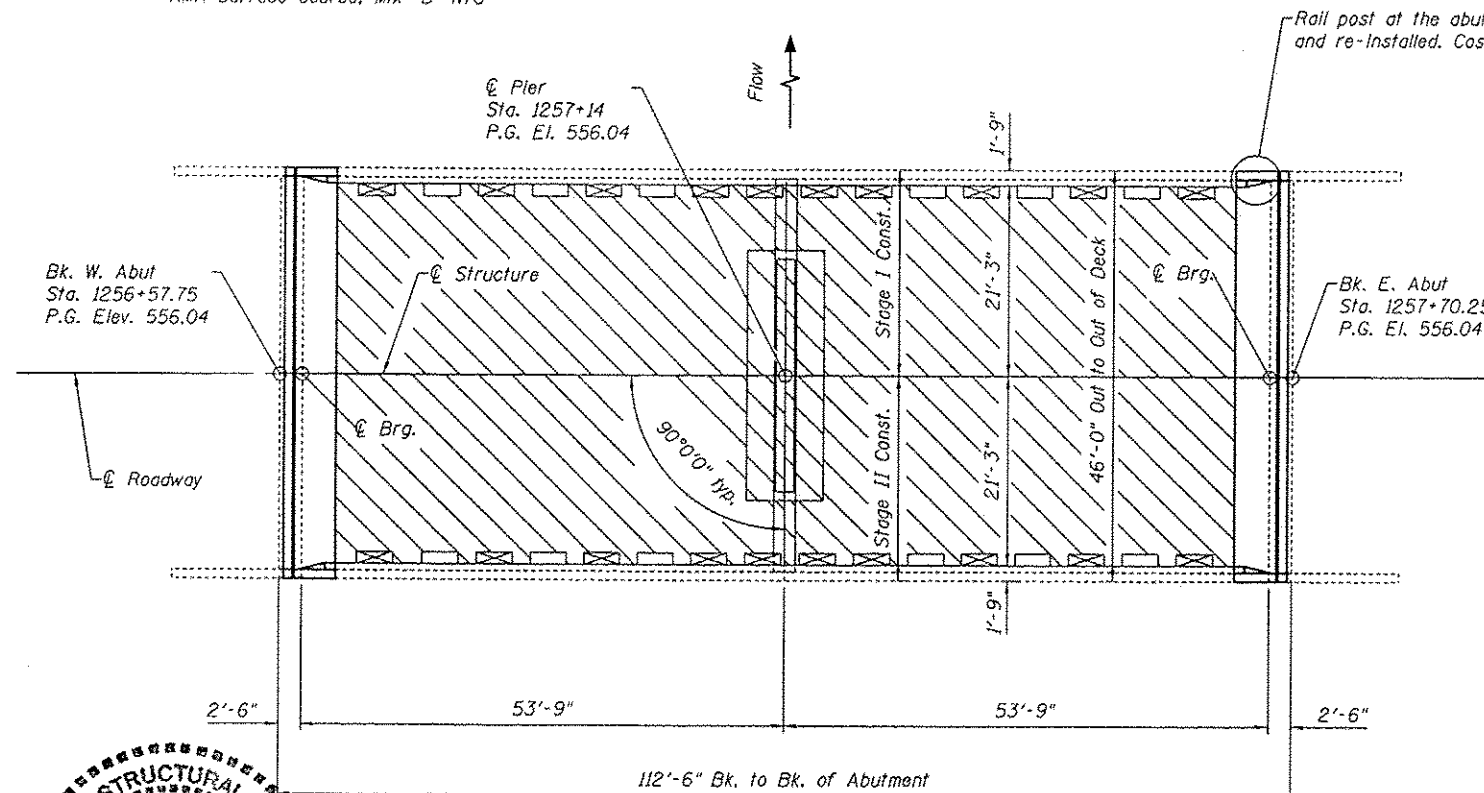 Rail post at the
and re-installed.
℄ Pier
Sta. 1257+14
P.G. El. 556.04
Flow
1'-9"
Bk. W. Abut
Sta. 1256+57.75
P.G. Elev. 556.04
℄ Structure
Stage I Const.
21'-3"
46'-0" Out to Out of Deck
℄ Brg.
Bk. E. Abut
Sta. 1257+70.25
P.G. El. 556.04
℄ Roadway
℄ Brg.
90°0'0" typ.
Stage II Const.
21'-3"
1'-9"
2'-6"
53'-9"
53'-9"
2'-6"
112'-6" Bk. to Bk. of Abutment
STRUCTURAL